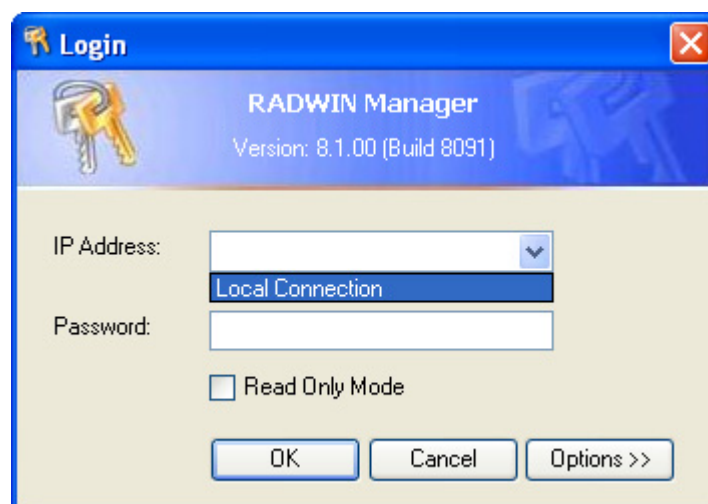 Login
RADWIN Manager
Version: 8.1.00 (Build 8091)
IP Address:
Local Connection
Password:
Read Only Mode
OK Cancel Options >>